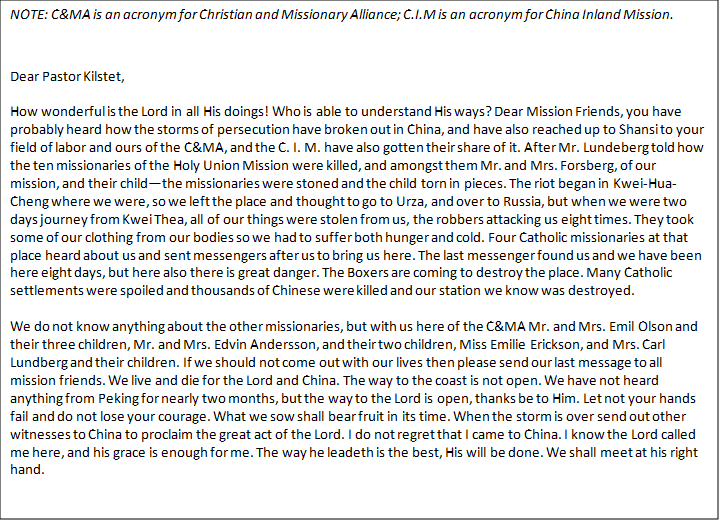 NOTE: C&MA is an acronym for Christian and Missionary Alliance; C.I.M is an acronym for China Inland Mission.
Dear Pastor Kilstet,
How wonderful is the Lord in all His doings! Who is able to understand His ways? Dear Mission Friends, you have
probably heard how the storms of persecution have broken out in China, and have also reached up to Shansi to your
field of labor and ours of the C&MA, and the C. I. M. have also gotten their share of it. After Mr. Lundeberg told how
the ten missionaries of the Holy Union Mission were killed, and amongst them Mr. and Mrs. Forsberg, of our
mission, and their child—the missionaries were stoned and the child torn in pieces. The riot began in Kwei-Hua-
Cheng where we were, so we left the place and thought to go to Urza, and over to Russia, but when we were two
days journey from Kwei Thea, all of our things were stolen from us, the robbers attacking us eight times. They took
some of our clothing from our bodies so we had to suffer both hunger and cold. Four Catholic missionaries at that
place heard about us and sent messengers after us to bring us here. The last messenger found us and we have been
here eight days, but here also there is great danger. The Boxers are coming to destroy the place. Many Catholic
settlements were spoiled and thousands of Chinese were killed and our station we know was destroyed.
We do not know anything about the other missionaries, but with us here of the C&MA Mr. and Mrs. Emil Olson and
their three children, Mr. and Mrs. Edvin Andersson, and their two children, Miss Emilie Erickson, and Mrs. Carl
Lundberg and their children. If we should not come out with our lives then please send our last message to all
mission friends. We live and die for the Lord and China. The way to the coast is not open. We have not heard
anything from Peking for nearly two months, but the way to the Lord is open, thanks be to Him. Let not your hands
fail and do not lose your courage. What we sow shall bear fruit in its time. When the storm is over send out other
witnesses to China to proclaim the great act of the Lord. I do not regret that I came to China. I know the Lord called
me here, and his grace is enough for me. The way he leadeth is the best, His will be done. We shall meet at his right
hand.